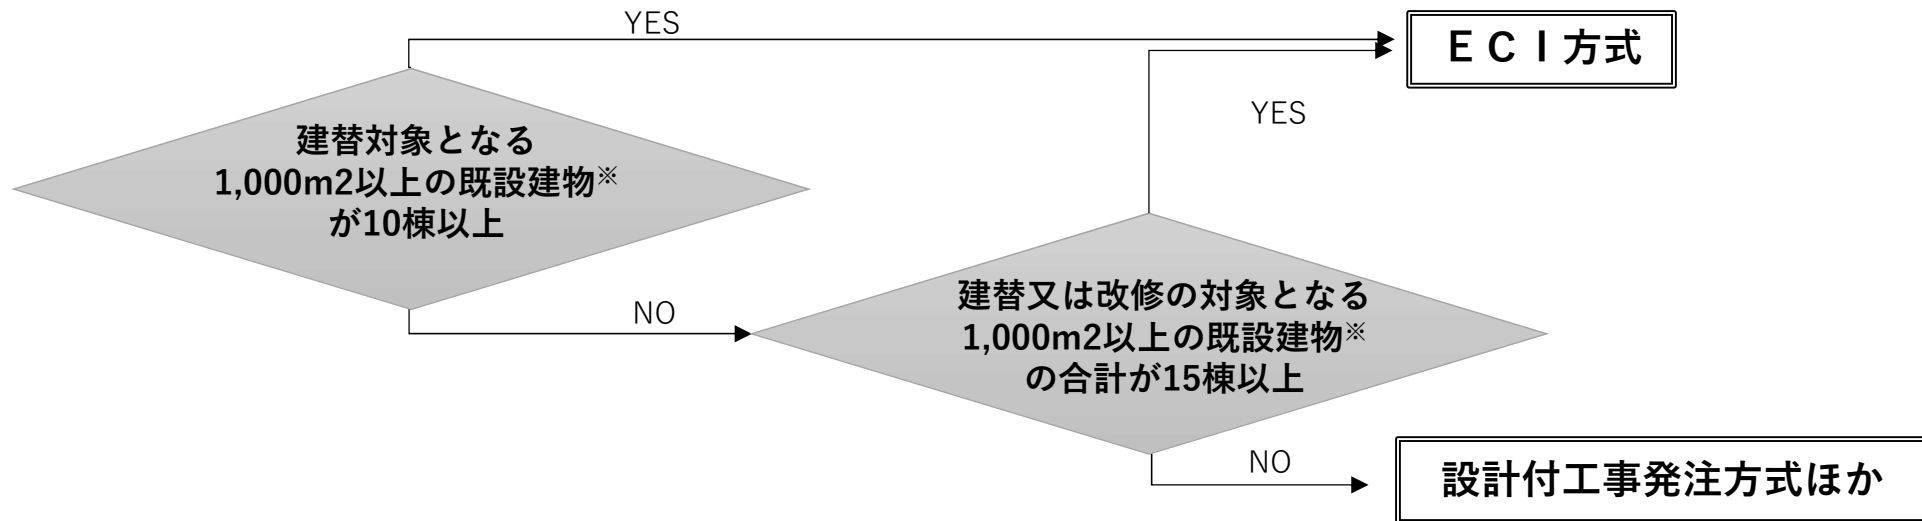 YES
ＥＣＩ方式
YES
建替対象となる
1,000m2以上の既設建物※
が10棟以上
NO
建替又は改修の対象となる
1,000m2以上の既設建物※
の合計が15棟以上
NO
設計付工事発注方式ほか